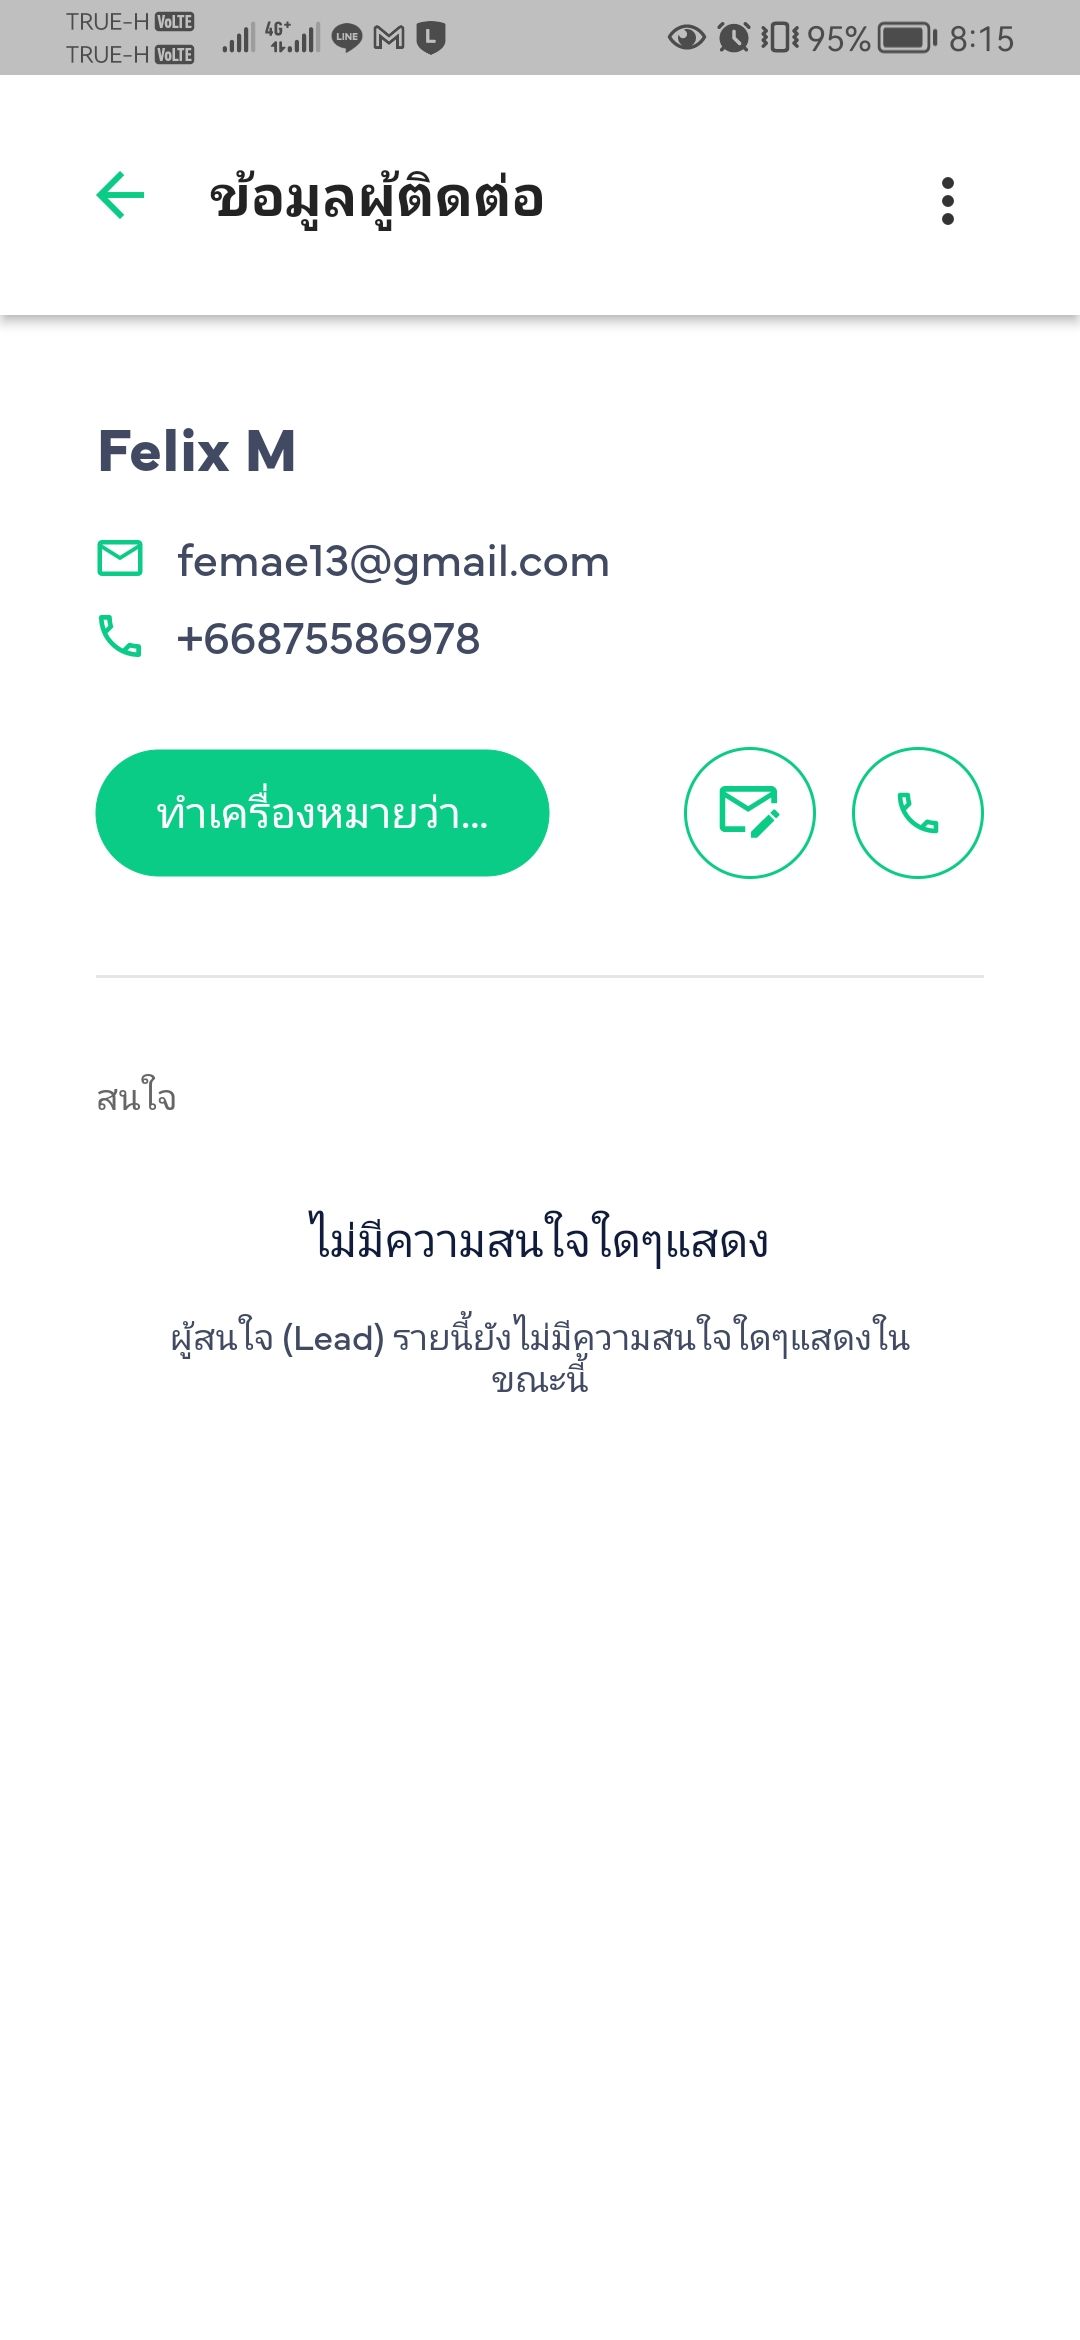 TRUE-H VoLTE
TRUE-H VoLTE
4G+
LINE
L
95%
8:15
ข้อมูลผู้ติดต่อ
Felix M
femae13@gmail.com
+66875586978
ทำเครื่องหมายว่า...
สนใจ
ไม่มีความสนใจใดๆแสดง
ผู้สนใจ (Lead) รายนี้ยังไม่มีความสนใจใดๆแสดงใน
ขณะนี้